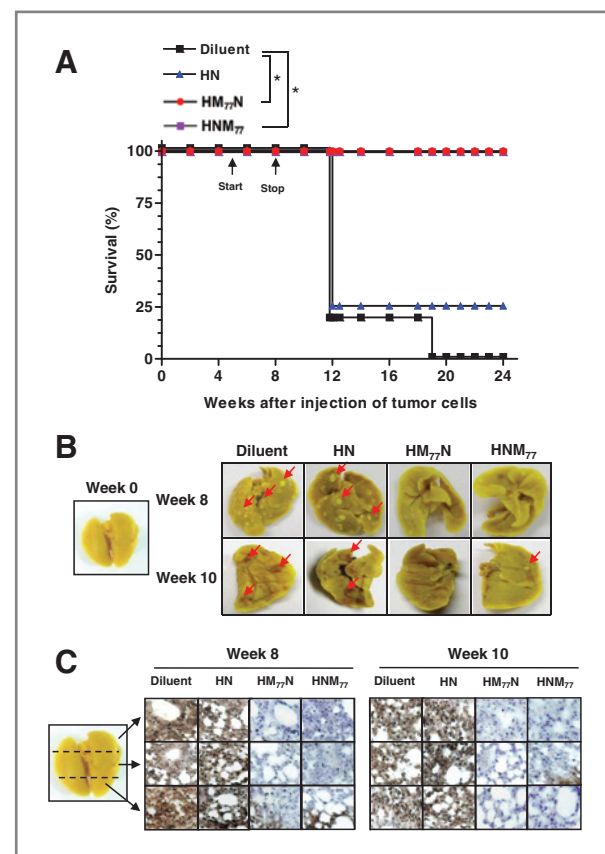 A
Diluent
HN
HM₇₇N
HNM₇₇
*
*
100
75
50
25
0
Survival (%)
Start
Stop
0 4 8 12 16 20 24
Weeks after injection of tumor cells
B
Diluent HN HM₇₇N HNM₇₇
Week 0
Week 8
Week 10
C
Week 8 Week 10
Diluent HN HM₇₇N HNM₇₇ Diluent HN HM₇₇N HNM₇₇